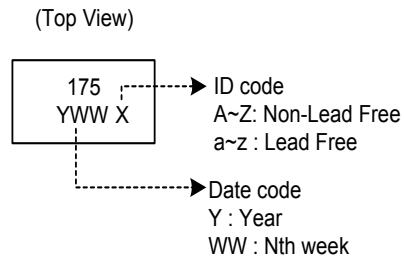 (Top View)
175
YWW X
ID code
A~Z: Non-Lead Free
a~z : Lead Free
Date code
Y : Year
WW : Nth week